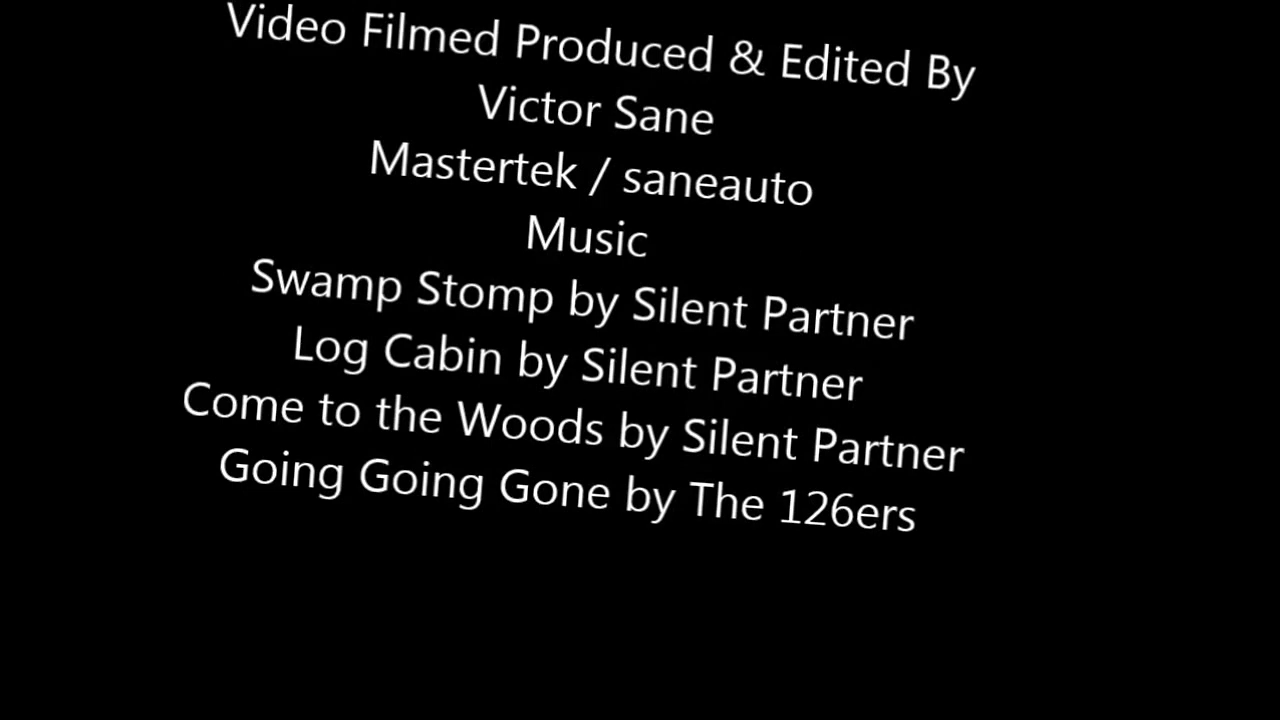 Video Filmed Produced & Edited By
Victor Sane
Mastertek / saneauto
Music
Swamp Stomp by Silent Partner
Log Cabin by Silent Partner
Come to the Woods by Silent Partner
Going Going Gone by The 126ers